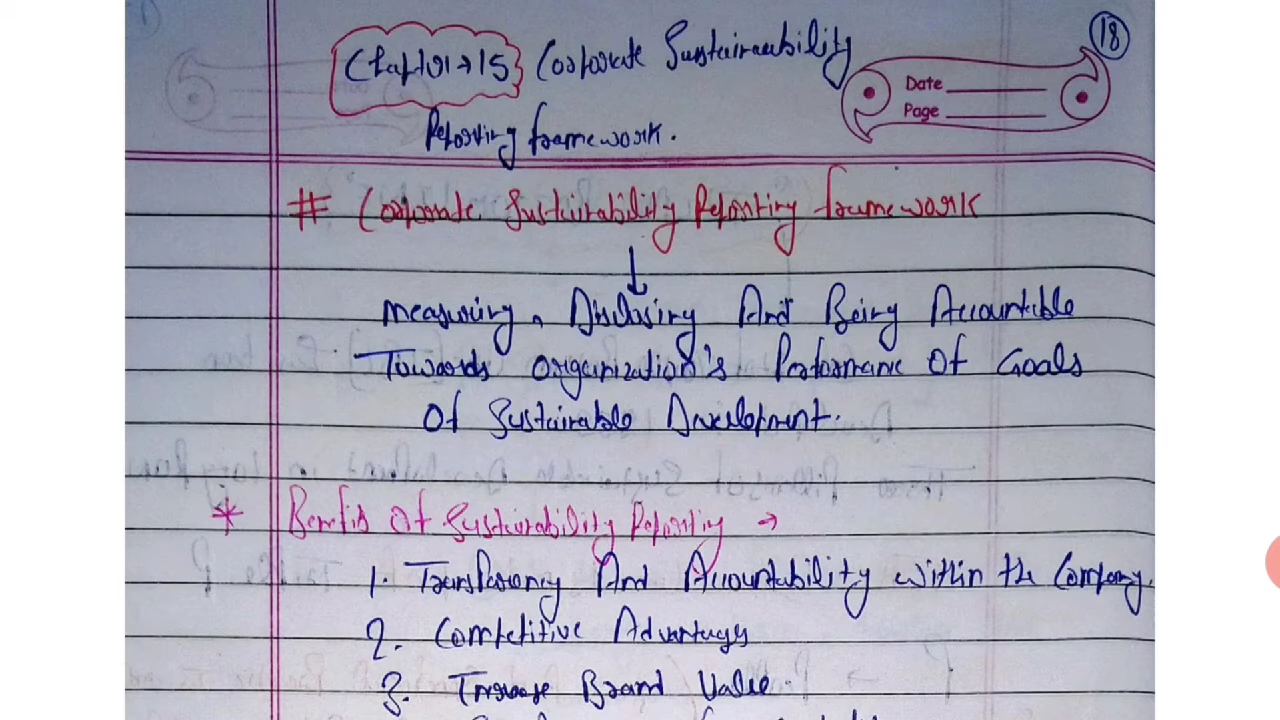 18
Chapter → 15 Corporate Sustainability
Reporting framework.
Date
Page
# Corporate Sustainability Reporting framework
↓
Measuring, Disclosing And Being Accountable
Towards Organization's Performance Of Goals
Of Sustainable Development.
* Benefits Of Sustainability Reporting →
1. Transparency And Accountability within the Company.
2. Competitive Advantages
3. Increase Brand Value.